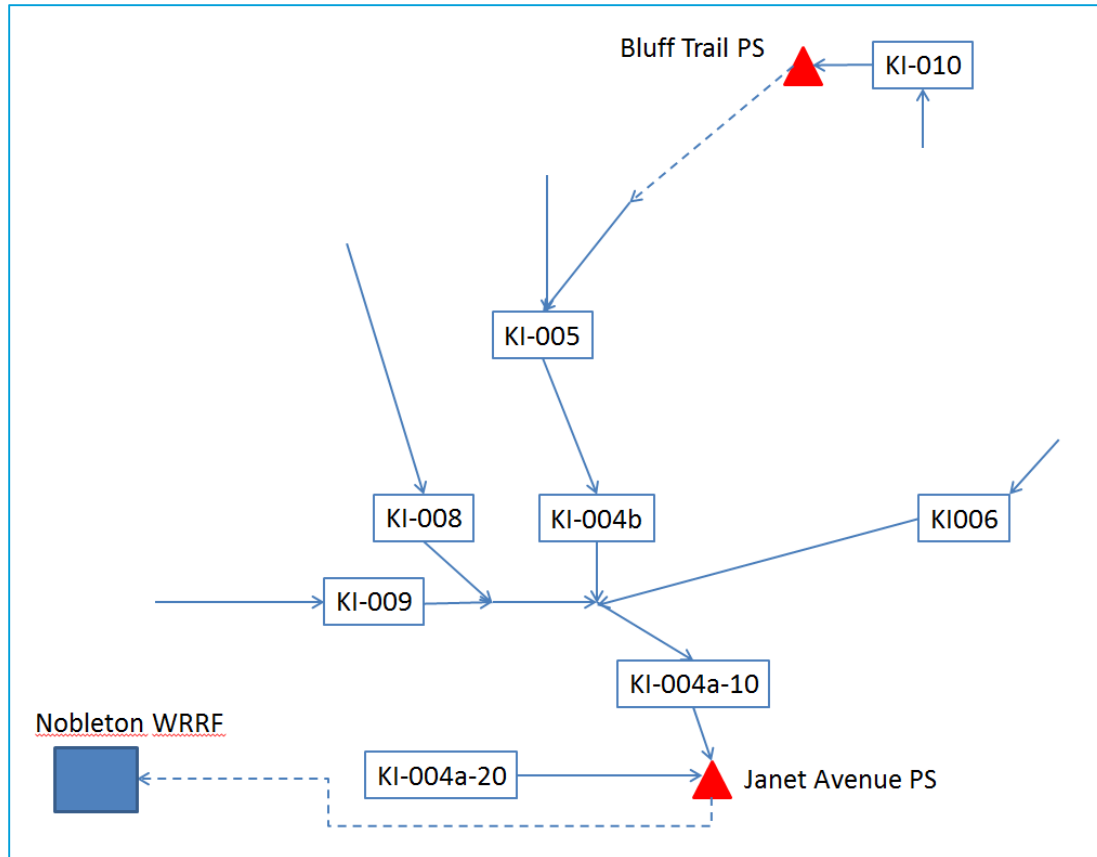 Bluff Trail PS
KI-010
KI-005
KI-008
KI-004b
KI006
KI-009
KI-004a-10
Nobleton WRRF
KI-004a-20
Janet Avenue PS